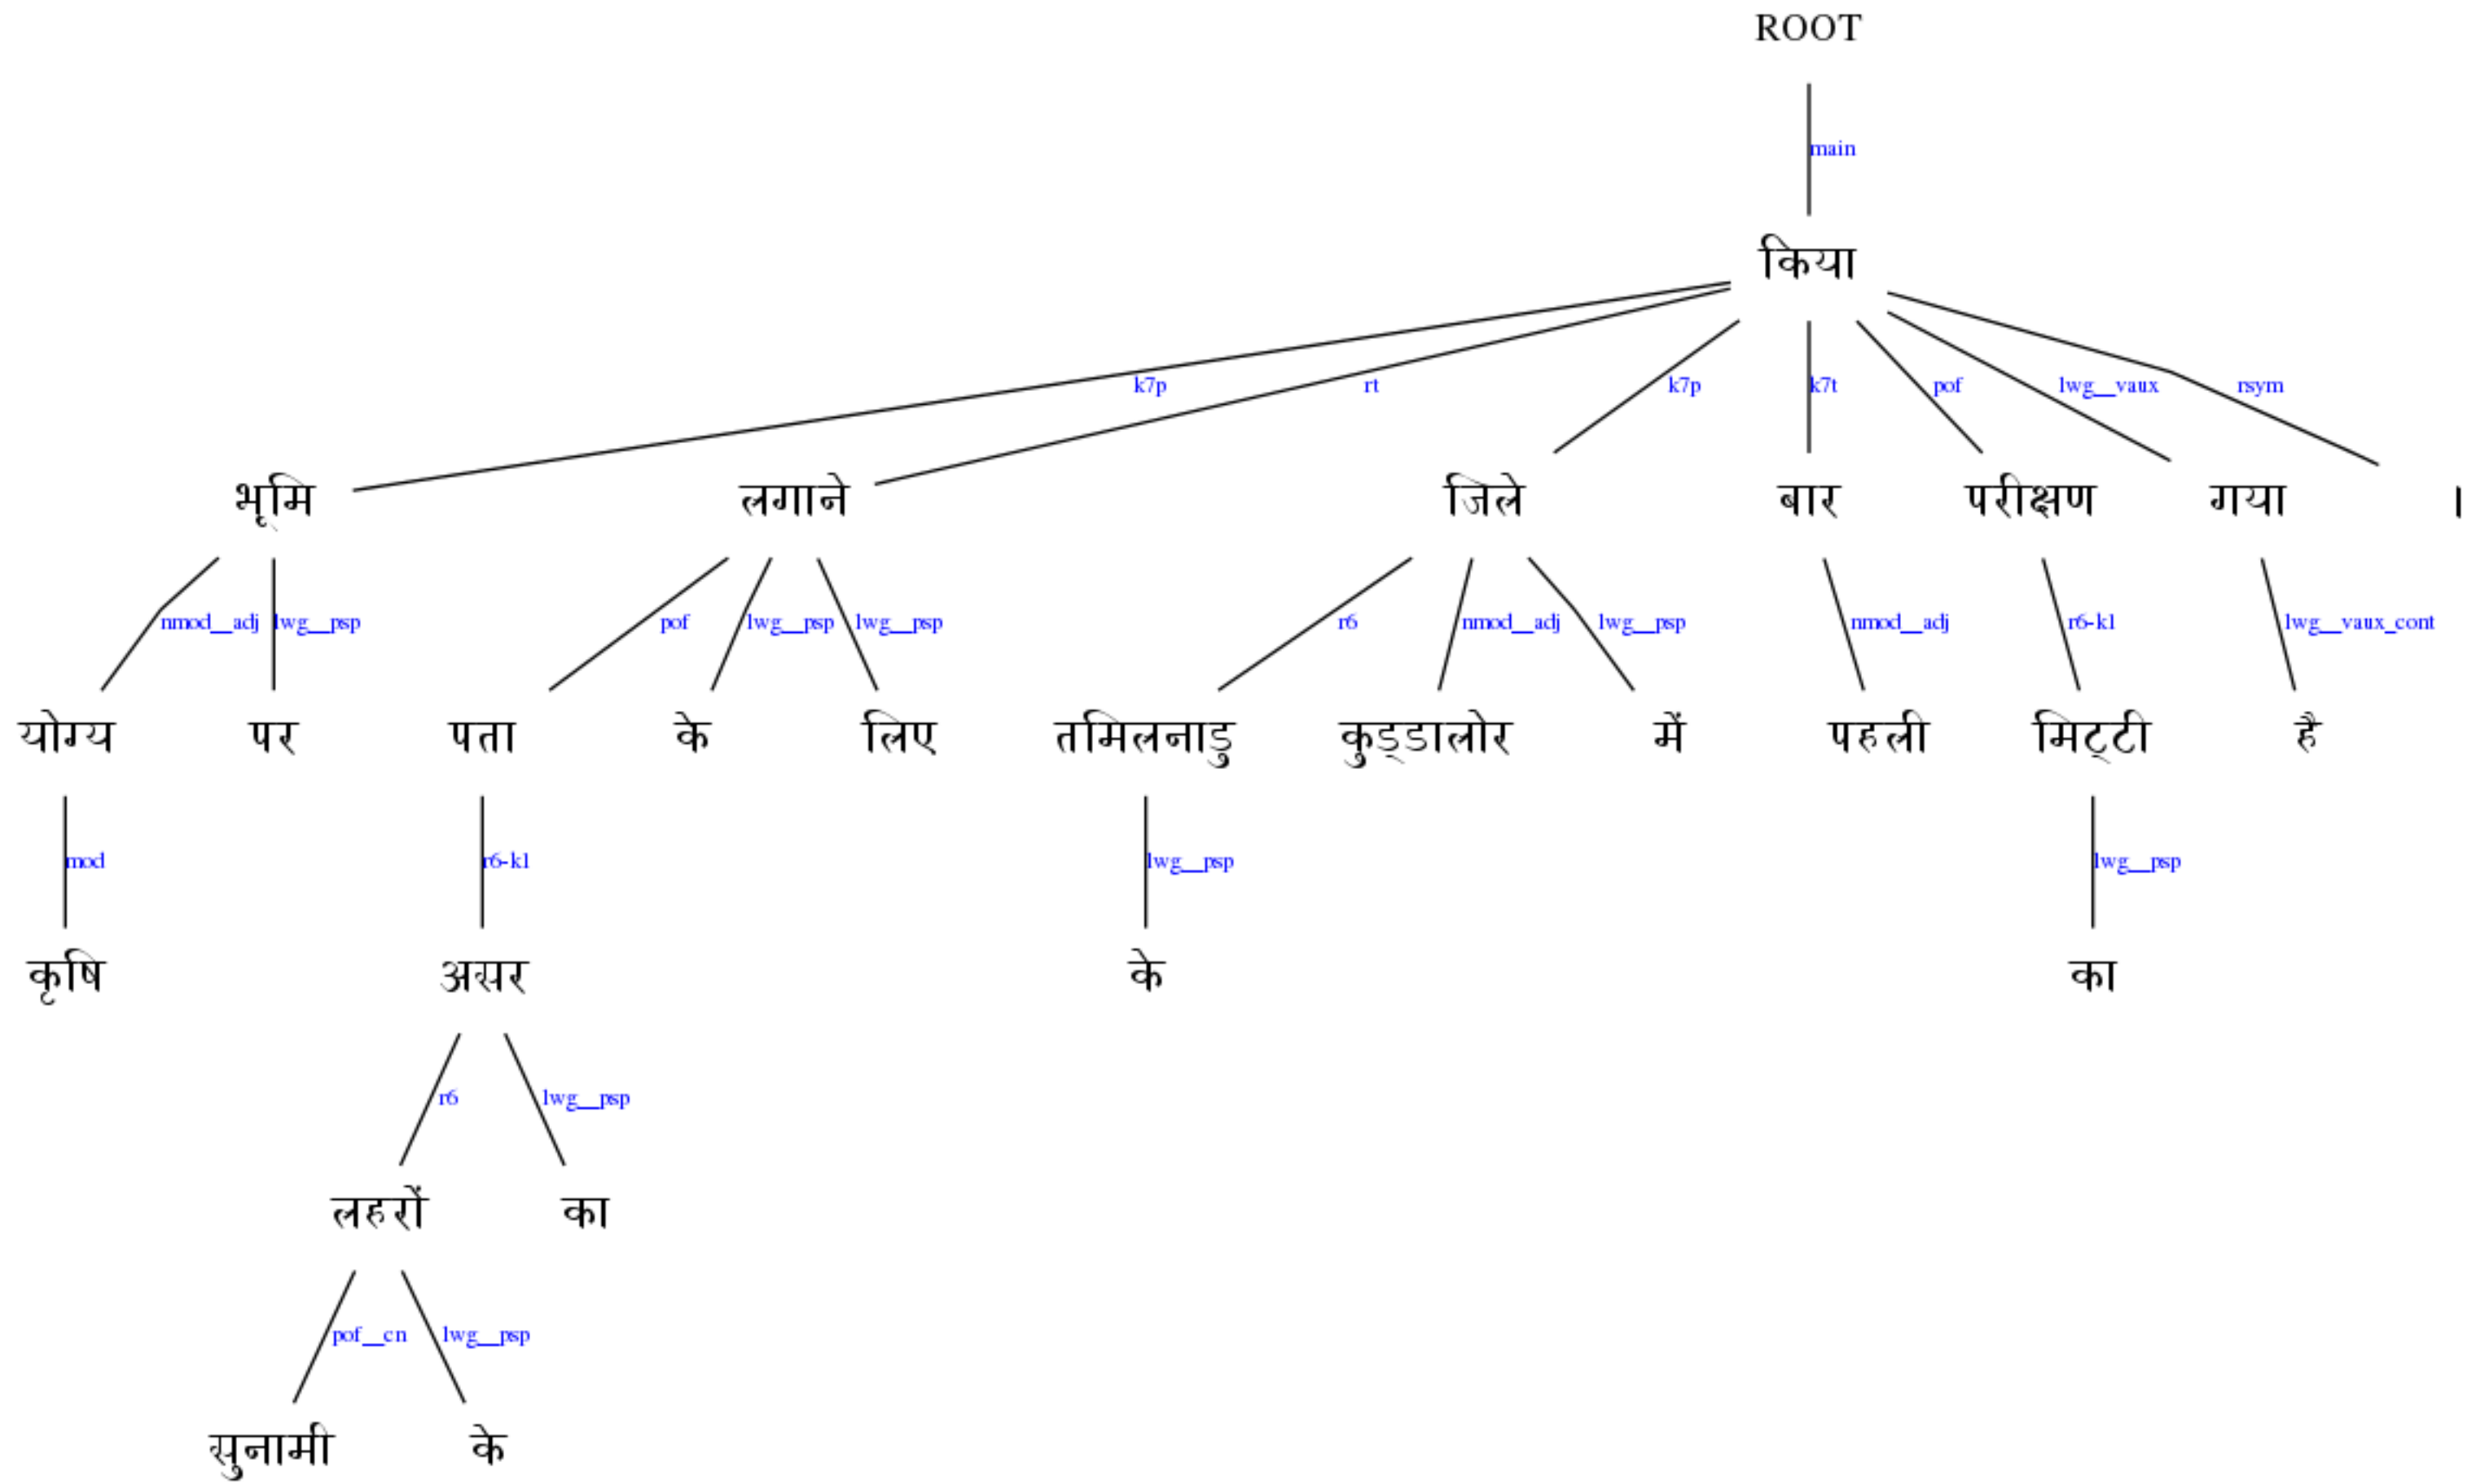 ROOT
main
किया
k7p rt k7p k7t pof lwg__vaux rsym
भूमि लगाने जिले बार परीक्षण गया ।
nmod__adj lwg__psp pof lwg__psp lwg__psp r6 nmod__adj lwg__psp nmod__adj r6-k1 lwg__vaux_cont
योग्य पर पता के लिए तमिलनाडु कुड्डालोर में पहली मिट्टी है
mod r6-k1 lwg__psp lwg__psp
कृषि असर के का
r6 lwg__psp
लहरों का
pof__cn lwg__psp
सुनामी के